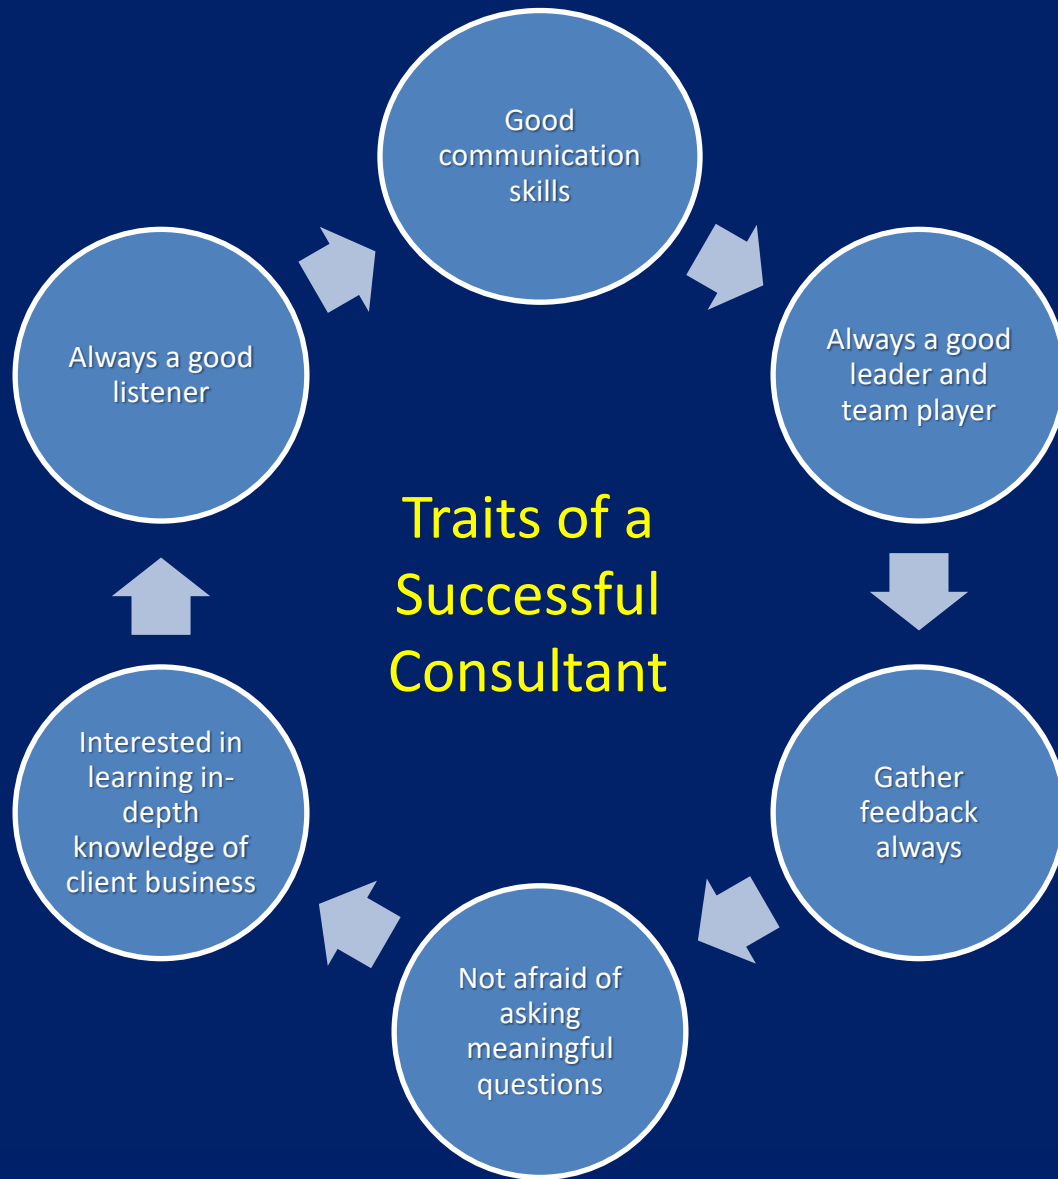 Good
communication
skills
Always a good
leader and
team player
Gather
feedback
always
Not afraid of
asking
meaningful
questions
Interested in
learning in-
depth
knowledge of
client business
Always a good
listener
Traits of a
Successful
Consultant